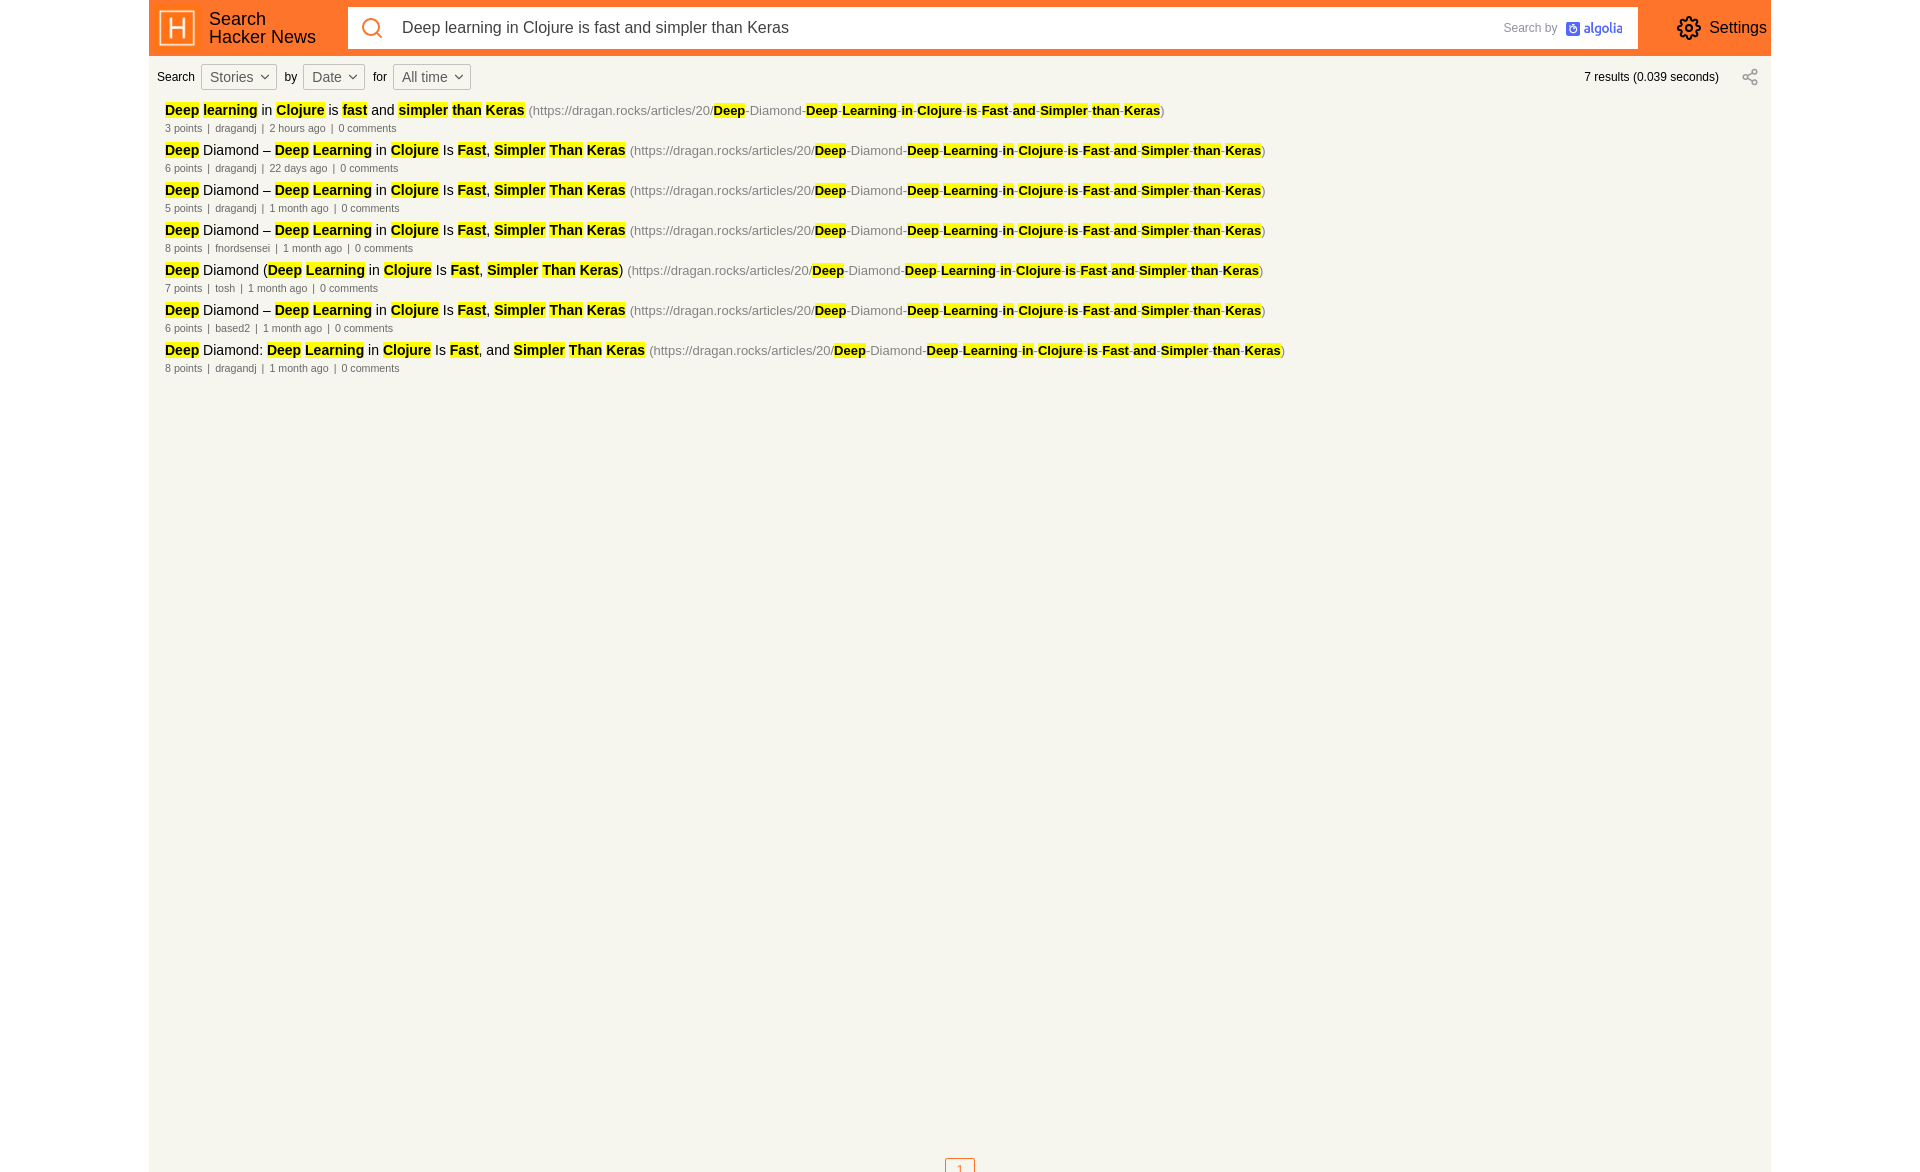 Search
Hacker News
Deep learning in Clojure is fast and simpler than Keras
Search by algolia
Settings
Search Stories by Date for All time
7 results (0.039 seconds)
Deep learning in Clojure is fast and simpler than Keras (https://dragan.rocks/articles/20/Deep-Diamond-Deep-Learning-in-Clojure-is-Fast-and-Simpler-than-Keras)
3 points | dragandj | 2 hours ago | 0 comments
Deep Diamond – Deep Learning in Clojure Is Fast, Simpler Than Keras (https://dragan.rocks/articles/20/Deep-Diamond-Deep-Learning-in-Clojure-is-Fast-and-Simpler-than-Keras)
6 points | dragandj | 22 days ago | 0 comments
Deep Diamond – Deep Learning in Clojure Is Fast, Simpler Than Keras (https://dragan.rocks/articles/20/Deep-Diamond-Deep-Learning-in-Clojure-is-Fast-and-Simpler-than-Keras)
5 points | dragandj | 1 month ago | 0 comments
Deep Diamond – Deep Learning in Clojure Is Fast, Simpler Than Keras (https://dragan.rocks/articles/20/Deep-Diamond-Deep-Learning-in-Clojure-is-Fast-and-Simpler-than-Keras)
8 points | fnordsensei | 1 month ago | 0 comments
Deep Diamond (Deep Learning in Clojure Is Fast, Simpler Than Keras) (https://dragan.rocks/articles/20/Deep-Diamond-Deep-Learning-in-Clojure-is-Fast-and-Simpler-than-Keras)
7 points | tosh | 1 month ago | 0 comments
Deep Diamond – Deep Learning in Clojure Is Fast, Simpler Than Keras (https://dragan.rocks/articles/20/Deep-Diamond-Deep-Learning-in-Clojure-is-Fast-and-Simpler-than-Keras)
6 points | based2 | 1 month ago | 0 comments
Deep Diamond: Deep Learning in Clojure Is Fast, and Simpler Than Keras (https://dragan.rocks/articles/20/Deep-Diamond-Deep-Learning-in-Clojure-is-Fast-and-Simpler-than-Keras)
8 points | dragandj | 1 month ago | 0 comments
1